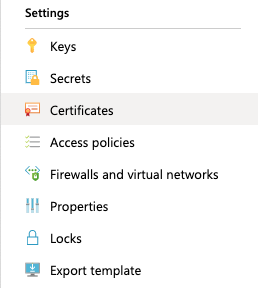 Settings
Keys
Secrets
Certificates
Access policies
Firewalls and virtual networks
Properties
Locks
Export template